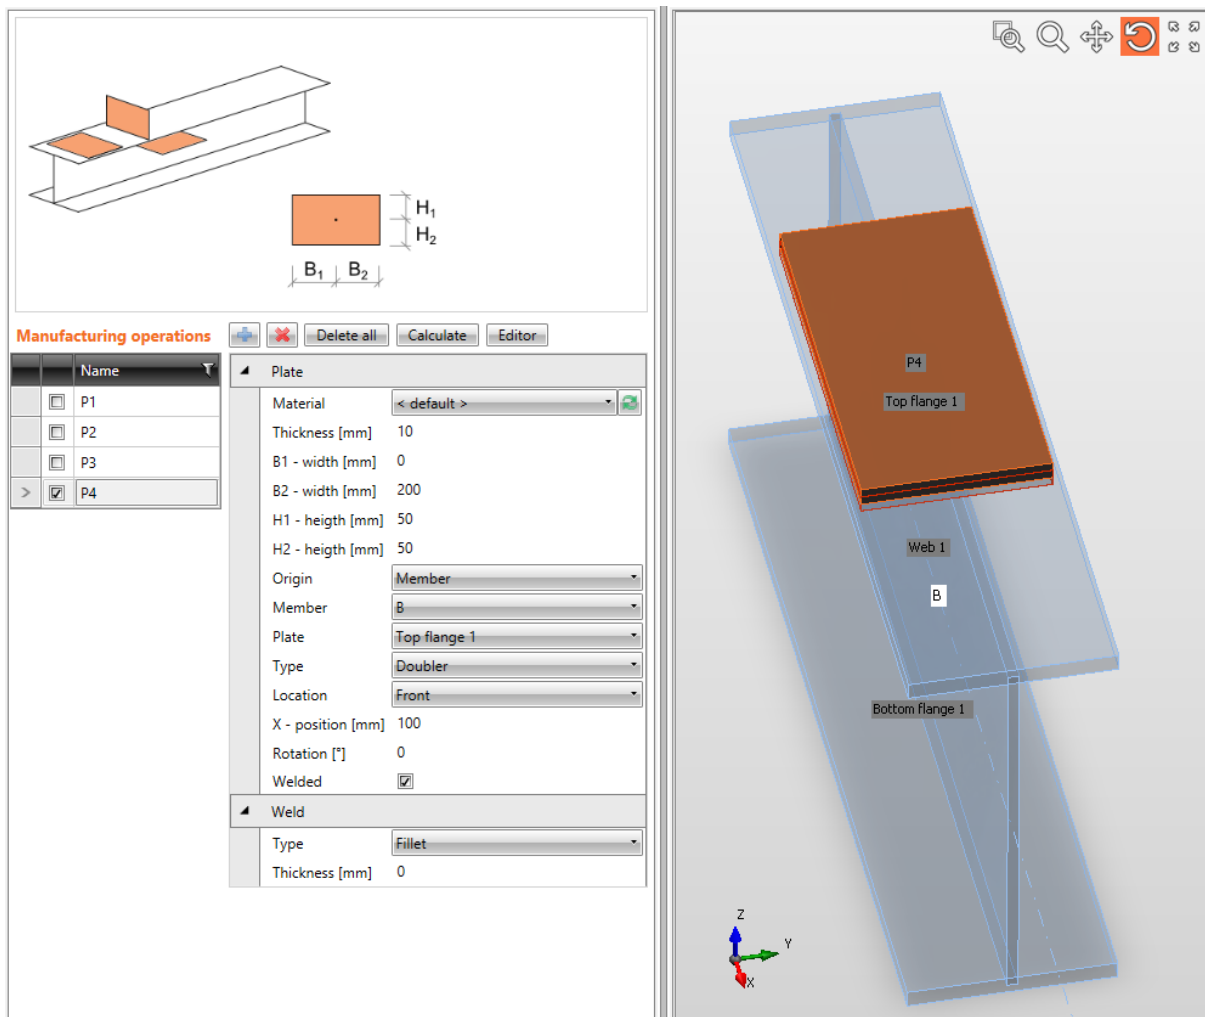 H1
H2
B1 B2
Manufacturing operations Delete all Calculate Editor
Name
P1
P2
P3
> P4
Plate
Material < default >
Thickness [mm] 10
B1 - width [mm] 0
B2 - width [mm] 200
H1 - heigth [mm] 50
H2 - heigth [mm] 50
Origin Member
Member B
Plate Top flange 1
Type Doubler
Location Front
X - position [mm] 100
Rotation [°] 0
Welded
Weld
Type Fillet
Thickness [mm] 0
P4
Top flange 1
Web 1
B
Bottom flange 1
Z
Y
X